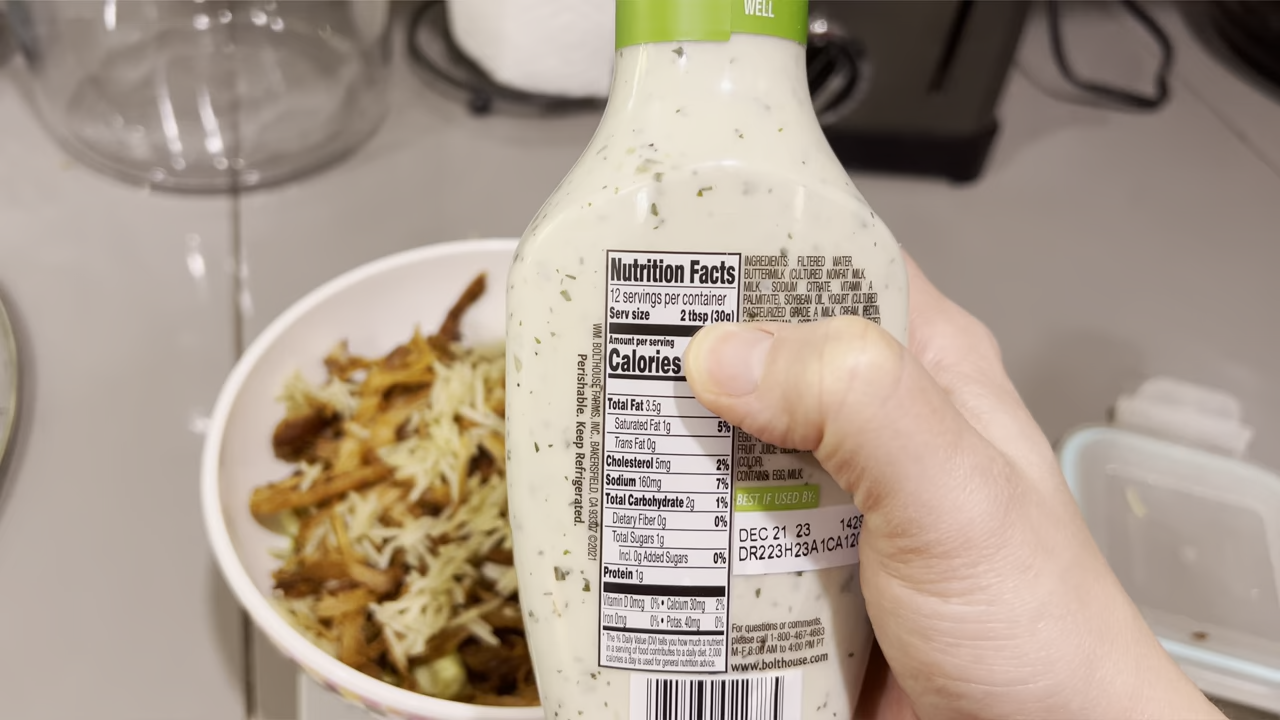 WELL
Nutrition Facts
12 servings per container
Serv size 2 tbsp (30g)
Amount per serving
Calories
Total Fat 3.5g
Saturated Fat 1g 5%
Trans Fat 0g
Cholesterol 5mg 2%
Sodium 160mg 7%
Total Carbohydrate 2g 1%
Dietary Fiber 0g 0%
Total Sugars 1g
Incl. 0g Added Sugars 0%
Protein 1g
Vitamin D 0mcg 0% • Calcium 30mg 2%
Iron 0mg 0% • Potas. 40mg 0%
* The % Daily Value (DV) tells you how much a nutrient
in a serving of food contributes to a daily diet. 2,000
calories a day is used for general nutrition advice.
INGREDIENTS: FILTERED WATER,
BUTTERMILK (CULTURED NONFAT MILK,
MILK, SODIUM CITRATE, VITAMIN A
PALMITATE), SOYBEAN OIL, YOGURT (CULTURED
PASTEURIZED GRADE A MILK, CREAM, PECTIN,
EGG
FRUIT JUICE
(COLOR).
CONTAINS: EGG, MILK
BEST IF USED BY:
DEC 21 23
DR223H23A1CA120
For questions or comments,
please call 1-800-467-4683
M-F 8:00 AM to 4:00 PM PT
www.bolthouse.com
WM. BOLTHOUSE FARMS, INC., BAKERSFIELD, CA 93307 ©2021
Perishable. Keep Refrigerated.